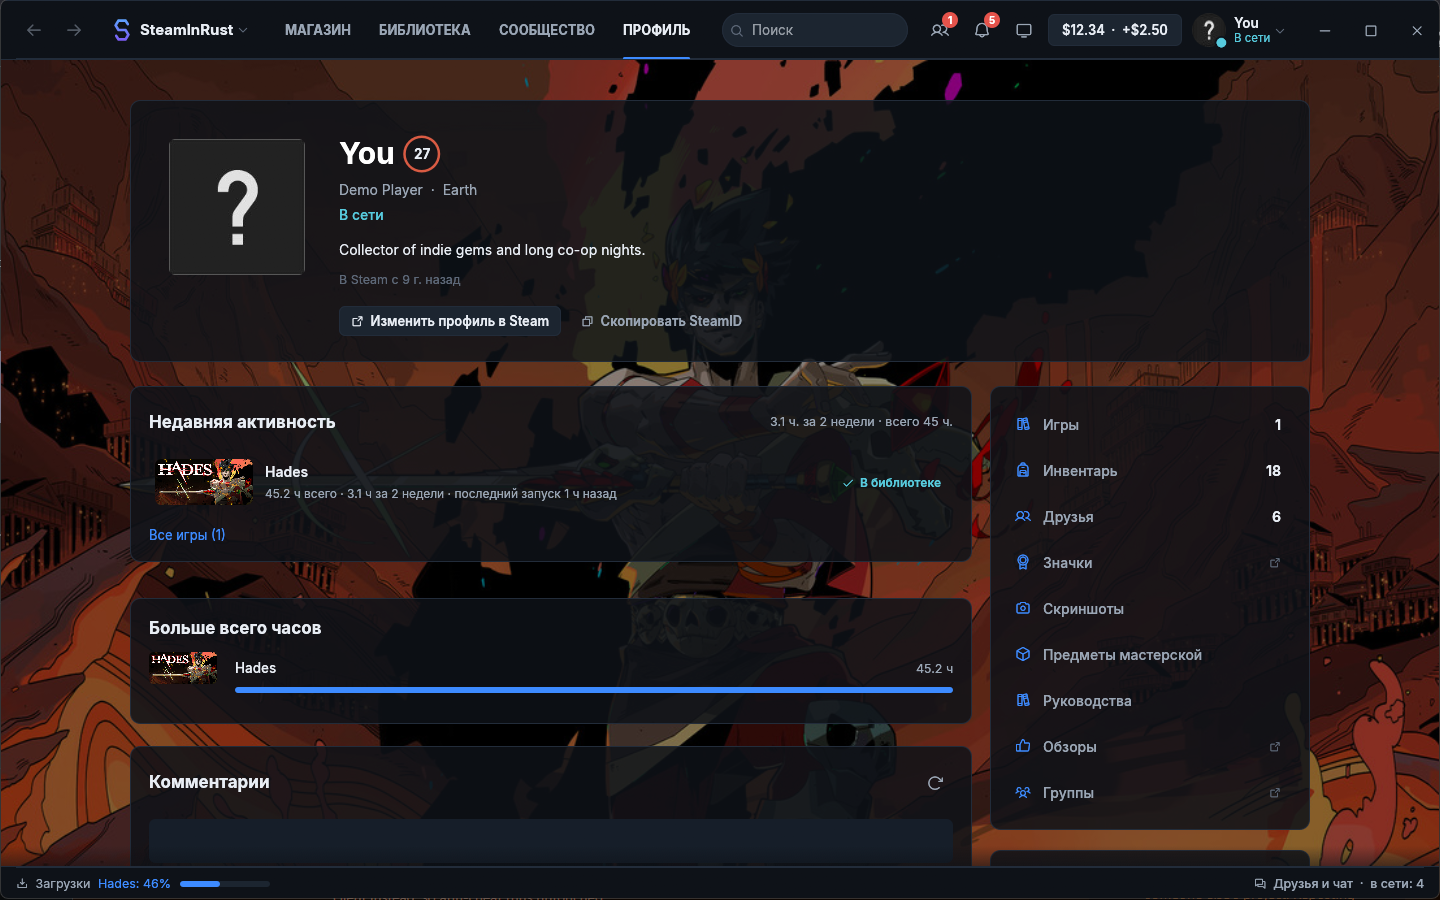 SteamInRust
МАГАЗИН
БИБЛИОТЕКА
СООБЩЕСТВО
ПРОФИЛЬ
Поиск
1
5
$12.34 · +$2.50
?
You
В сети
?
You 27
Demo Player · Earth
В сети
Collector of indie gems and long co-op nights.
В Steam с 9 г. назад
Изменить профиль в Steam
Скопировать SteamID
Недавняя активность
3.1 ч. за 2 недели · всего 45 ч.
HADES
Hades
45.2 ч всего · 3.1 ч за 2 недели · последний запуск 1 ч назад
В библиотеке
Все игры (1)
Больше всего часов
HADES
Hades
45.2 ч
Комментарии
Игры 1
Инвентарь 18
Друзья 6
Значки
Скриншоты
Предметы мастерской
Руководства
Обзоры
Группы
Загрузки Hades: 46%
Друзья и чат · в сети: 4